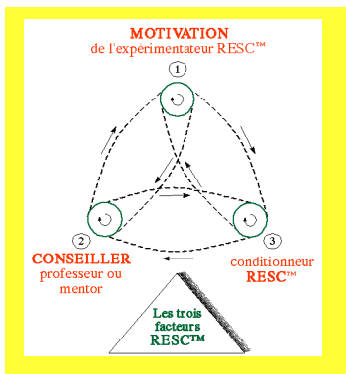 MOTIVATION
de l'expérimentateur RESC™
1
2
3
CONSEILLER
professeur ou
mentor
conditionneur
RESC™
Les trois
facteurs
RESC™